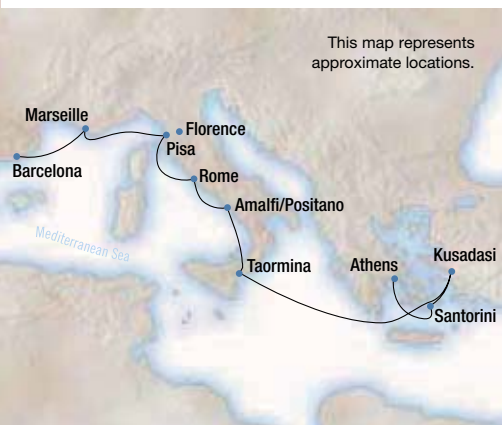 This map represents
approximate locations.
Marseille
Florence
Pisa
Barcelona
Rome
Amalfi/Positano
Mediterranean Sea
Taormina
Athens
Kusadasi
Santorini